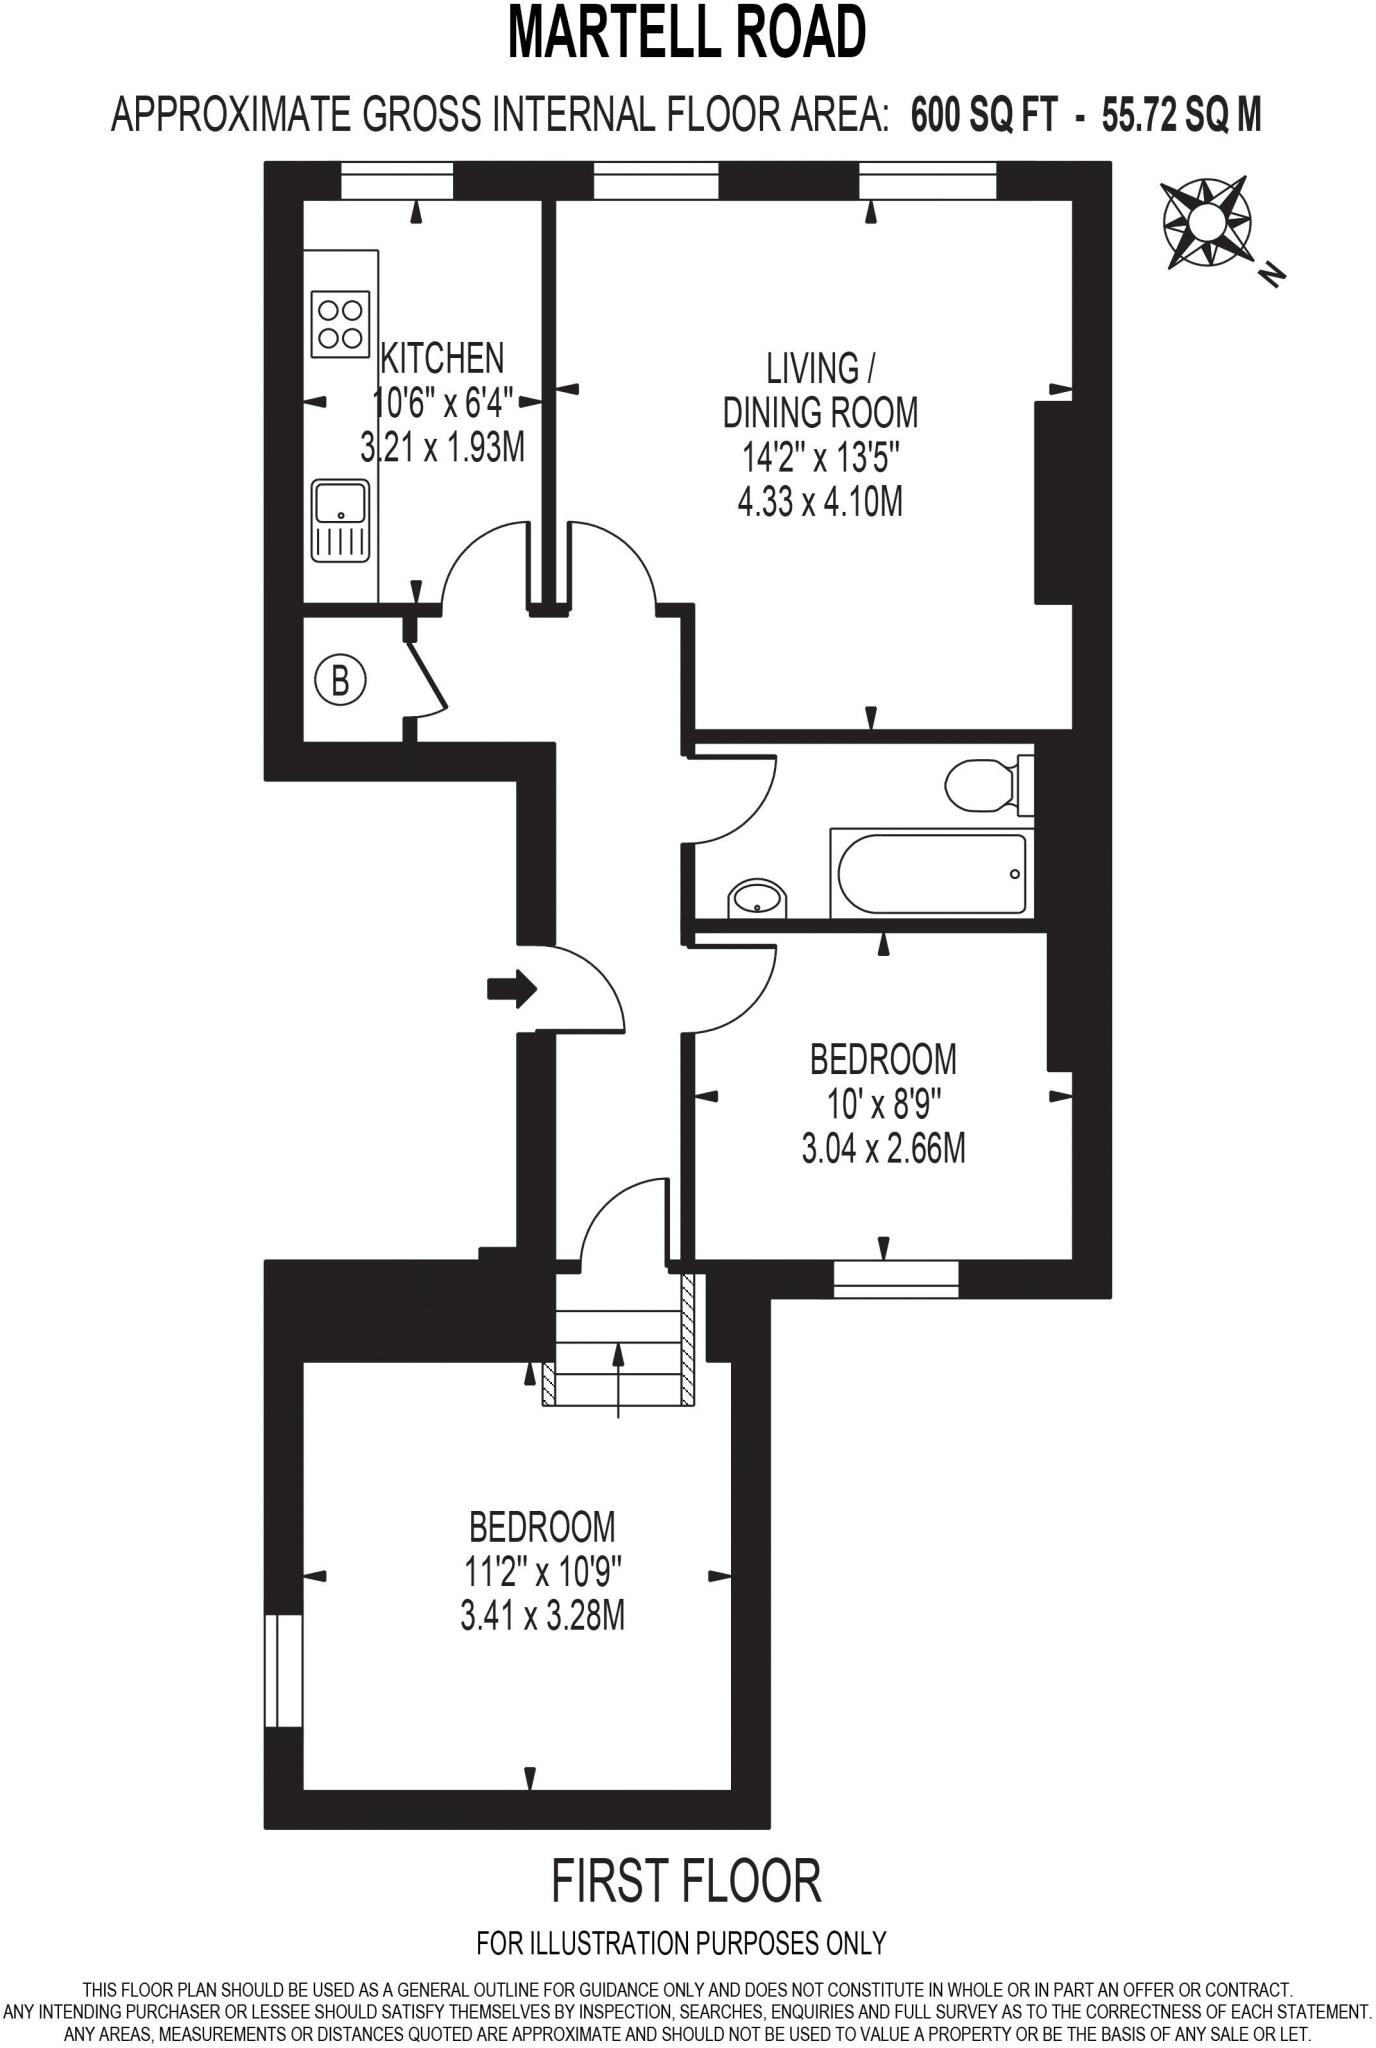 MARTELL ROAD
APPROXIMATE GROSS INTERNAL FLOOR AREA: 600 SQ FT - 55.72 SQ M
N
KITCHEN
10'6" x 6'4"
3.21 x 1.93M
LIVING /
DINING ROOM
14'2" x 13'5"
4.33 x 4.10M
B
BEDROOM
10' x 8'9"
3.04 x 2.66M
BEDROOM
11'2" x 10'9"
3.41 x 3.28M
FIRST FLOOR
FOR ILLUSTRATION PURPOSES ONLY
THIS FLOOR PLAN SHOULD BE USED AS A GENERAL OUTLINE FOR GUIDANCE ONLY AND DOES NOT CONSTITUTE IN WHOLE OR IN PART AN OFFER OR CONTRACT.
ANY INTENDING PURCHASER OR LESSEE SHOULD SATISFY THEMSELVES BY INSPECTION, SEARCHES, ENQUIRIES AND FULL SURVEY AS TO THE CORRECTNESS OF EACH STATEMENT.
ANY AREAS, MEASUREMENTS OR DISTANCES QUOTED ARE APPROXIMATE AND SHOULD NOT BE USED TO VALUE A PROPERTY OR BE THE BASIS OF ANY SALE OR LET.